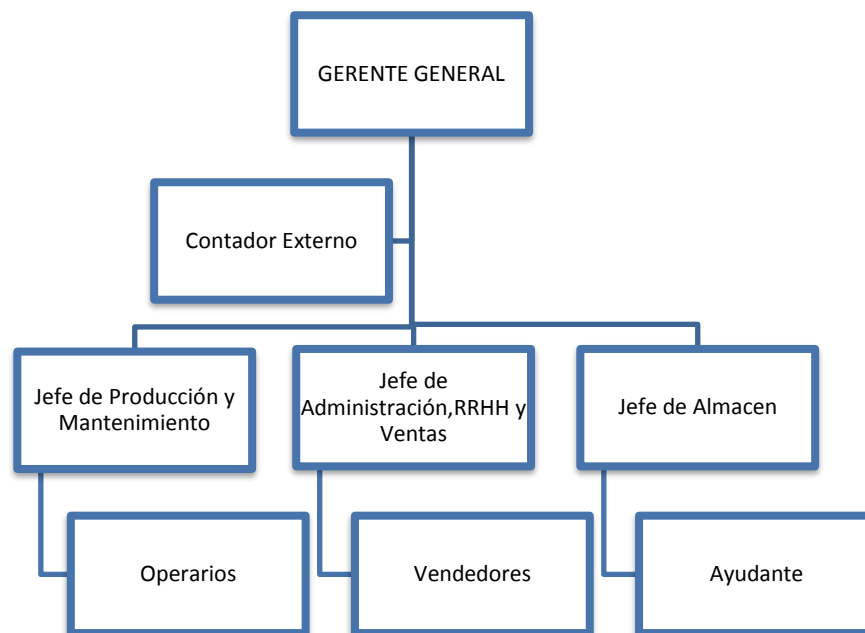 GERENTE GENERAL
Contador Externo
Jefe de Producción y
Mantenimiento
Jefe de
Administración,RRHH y
Ventas
Jefe de Almacen
Operarios
Vendedores
Ayudante